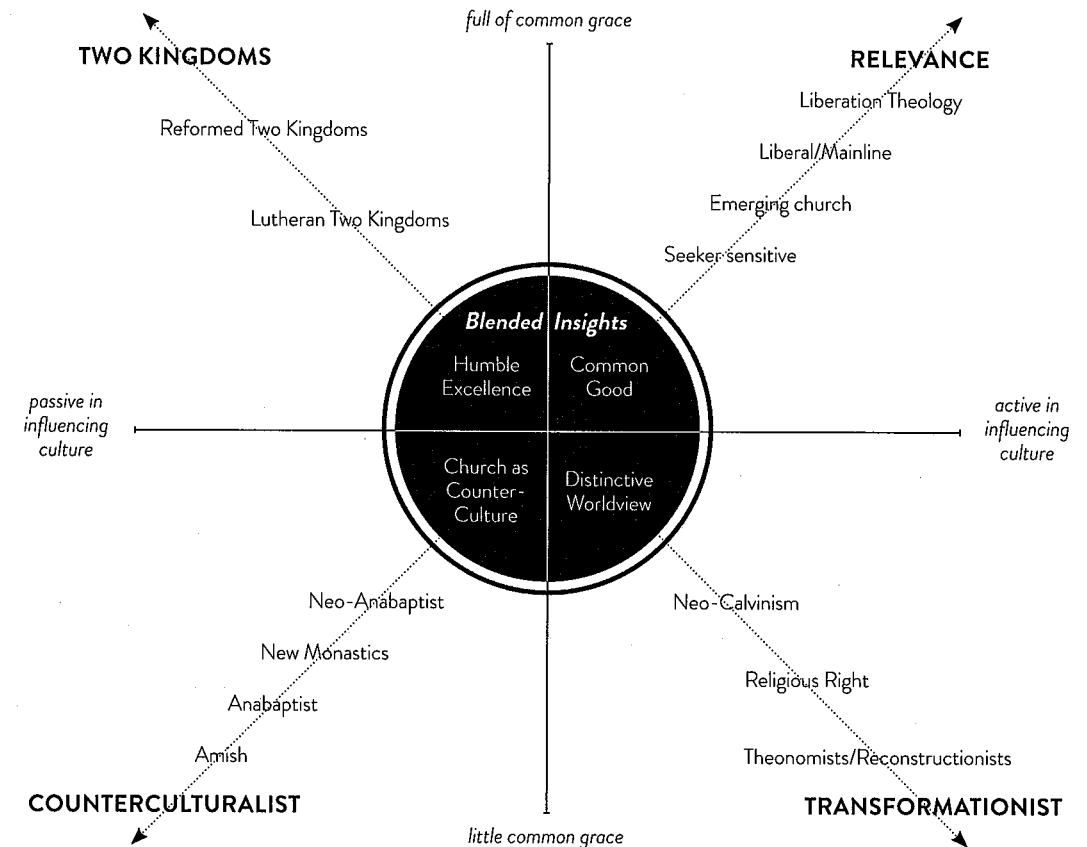 full of common grace
TWO KINGDOMS
RELEVANCE
Liberation Theology
Reformed Two Kingdoms
Liberal/Mainline
Emerging church
Lutheran Two Kingdoms
Seeker sensitive
Blended Insights
Humble
Excellence
Common
Good
passive in
influencing
culture
active in
influencing
culture
Church as
Counter-
Culture
Distinctive
Worldview
Neo-Anabaptist
Neo-Calvinism
New Monastics
Religious Right
Anabaptist
Amish
Theonomists/Reconstructionists
COUNTERCULTURALIST
TRANSFORMATIONIST
little common grace